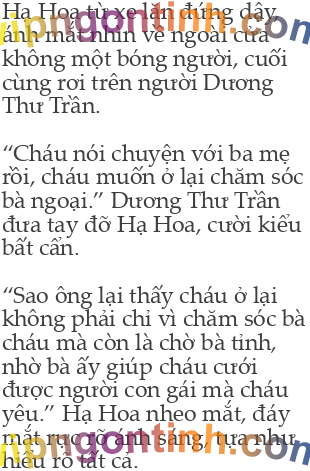 Hạ Hoa từ xe lăn đứng dậy,
ánh mắt nhìn về ngoài cửa
không một bóng người, cuối
cùng rơi trên người Dương
Thư Trần.
“Cháu nói chuyện với ba mẹ
rồi, cháu muốn ở lại chăm sóc
bà ngoại.” Dương Thư Trần
đưa tay đỡ Hạ Hoa, cười kiểu
bất cẩn.
“Sao ông lại thấy cháu ở lại
không phải chỉ vì chăm sóc bà
cháu mà còn là chờ bà tỉnh,
nhờ bà ấy giúp cháu cưới
được người con gái mà cháu
yêu.” Hạ Hoa nheo mắt, đáy
mắt rực rỡ ánh sáng, tựa như
hiểu rõ tất cả.
vipngontinh.com
vipngontinh.com